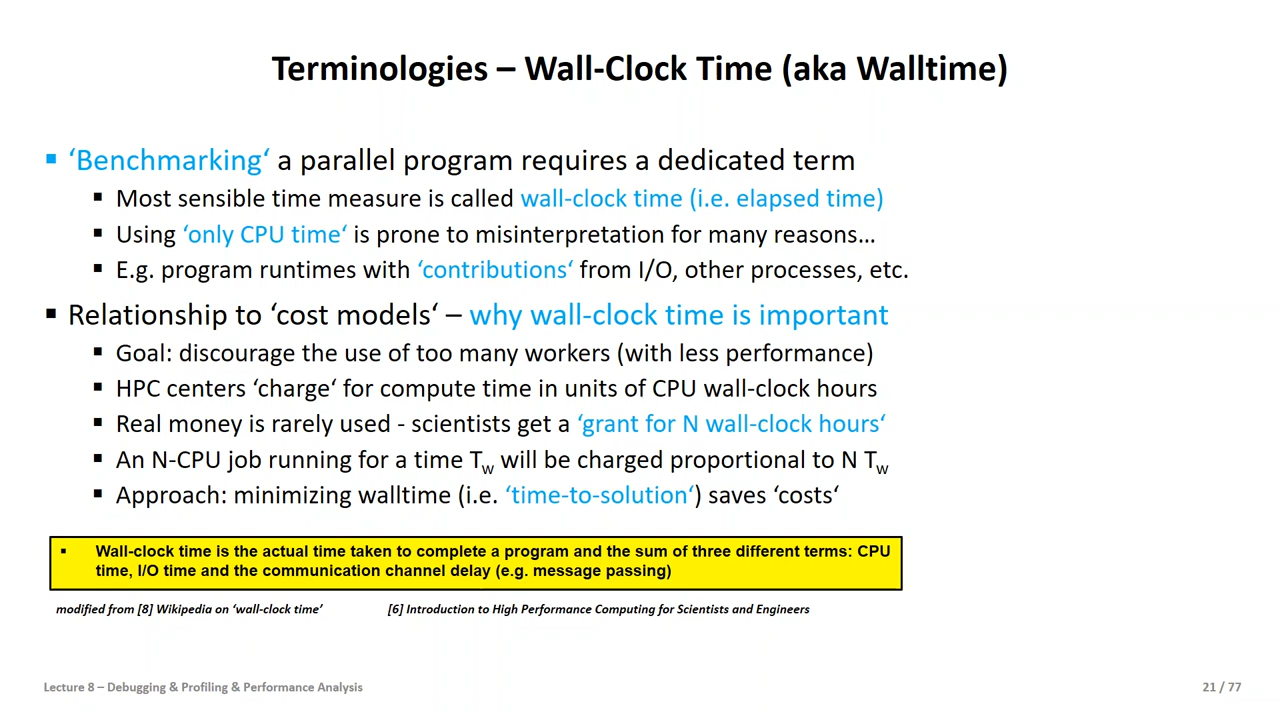 Terminologies – Wall-Clock Time (aka Walltime)
▪ ‘Benchmarking‘ a parallel program requires a dedicated term
▪ Most sensible time measure is called wall-clock time (i.e. elapsed time)
▪ Using ‘only CPU time‘ is prone to misinterpretation for many reasons…
▪ E.g. program runtimes with ‘contributions‘ from I/O, other processes, etc.
▪ Relationship to ‘cost models‘ – why wall-clock time is important
▪ Goal: discourage the use of too many workers (with less performance)
▪ HPC centers ‘charge‘ for compute time in units of CPU wall-clock hours
▪ Real money is rarely used - scientists get a ‘grant for N wall-clock hours‘
▪ An N-CPU job running for a time Tw will be charged proportional to N Tw
▪ Approach: minimizing walltime (i.e. ‘time-to-solution‘) saves ‘costs‘
▪ Wall-clock time is the actual time taken to complete a program and the sum of three different terms: CPU
time, I/O time and the communication channel delay (e.g. message passing)
modified from [8] Wikipedia on ‘wall-clock time’ [6] Introduction to High Performance Computing for Scientists and Engineers
Lecture 8 – Debugging & Profiling & Performance Analysis 21 / 77